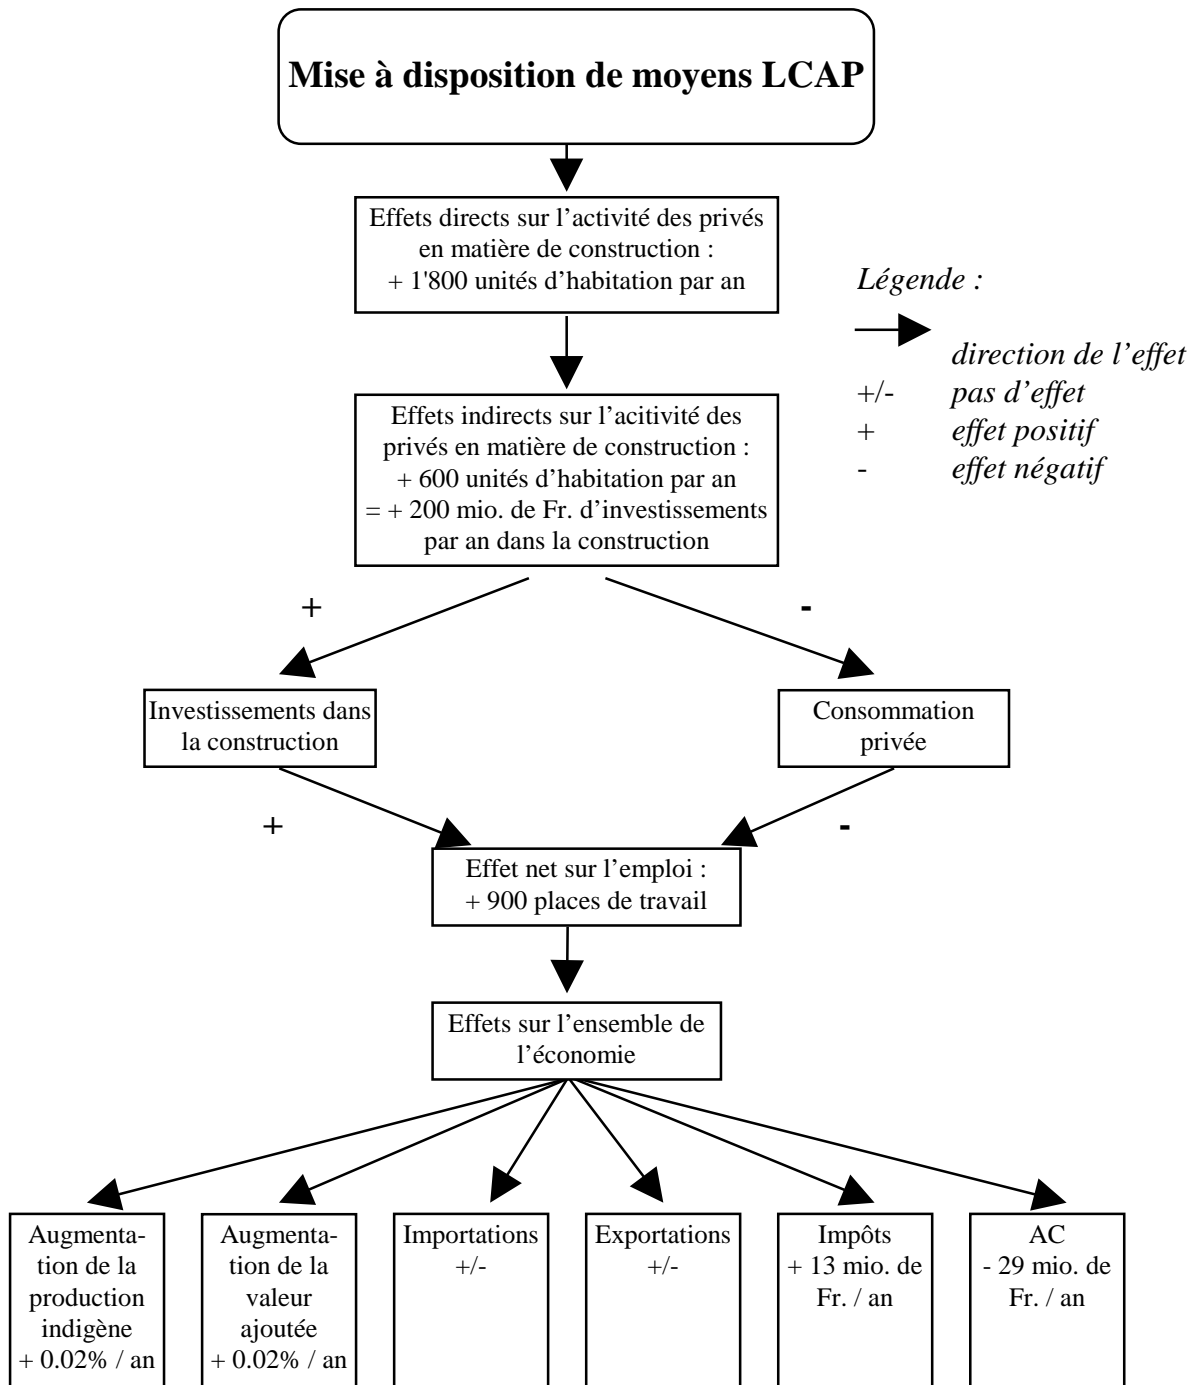 Mise à disposition de moyens LCAP
Effets directs sur l’activité des privés
en matière de construction :
+ 1'800 unités d’habitation par an
Légende :
direction de l’effet
+/- pas d’effet
+ effet positif
- effet négatif
Effets indirects sur l’acitivité des
privés en matière de construction :
+ 600 unités d’habitation par an
= + 200 mio. de Fr. d’investissements
par an dans la construction
+
-
Investissements dans
la construction
Consommation
privée
+
-
Effet net sur l’emploi :
+ 900 places de travail
Effets sur l’ensemble de
l’économie
Augmenta-
tion de la
production
indigène
+ 0.02% / an
Augmenta-
tion de la
valeur
ajoutée
+ 0.02% / an
Importations
+/-
Exportations
+/-
Impôts
+ 13 mio. de
Fr. / an
AC
- 29 mio. de
Fr. / an